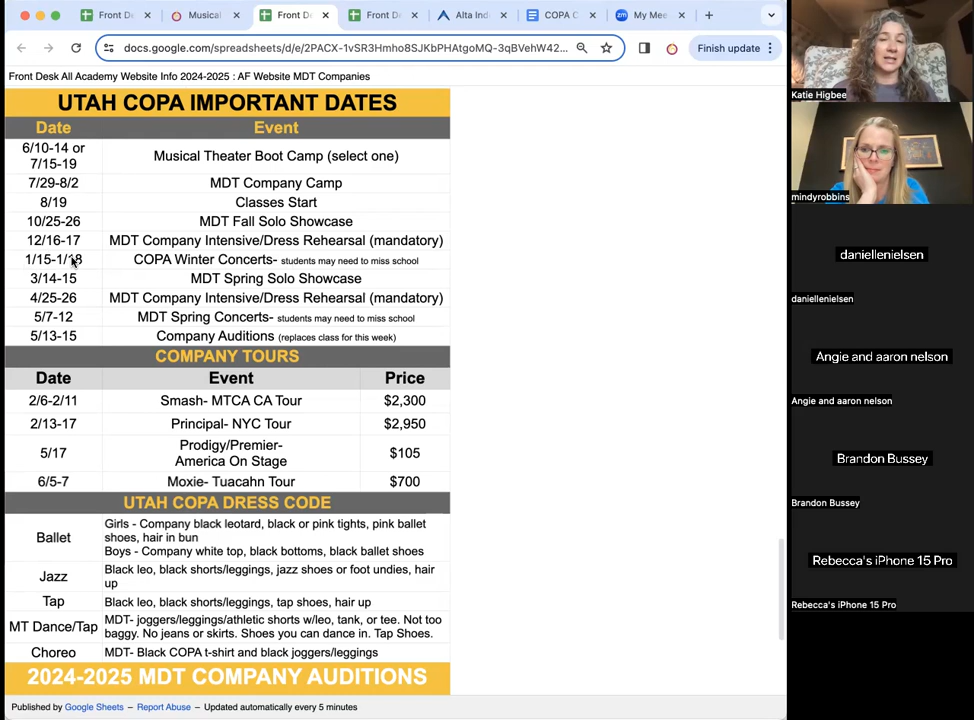 Front D
Musical
Front De
Front D
Alta Ind
COPA C
My Mee
docs.google.com/spreadsheets/d/e/2PACX-1vSR3Hmho8SJKbPHAtgoMQ-3qBVehW42...
Finish update
Front Desk All Academy Website Info 2024-2025 : AF Website MDT Companies
UTAH COPA IMPORTANT DATES
Date Event
6/10-14 or
7/15-19 Musical Theater Boot Camp (select one)
7/29-8/2 MDT Company Camp
8/19 Classes Start
10/25-26 MDT Fall Solo Showcase
12/16-17 MDT Company Intensive/Dress Rehearsal (mandatory)
1/15-1/18 COPA Winter Concerts- students may need to miss school
3/14-15 MDT Spring Solo Showcase
4/25-26 MDT Company Intensive/Dress Rehearsal (mandatory)
5/7-12 MDT Spring Concerts- students may need to miss school
5/13-15 Company Auditions (replaces class for this week)
COMPANY TOURS
Date Event Price
2/6-2/11 Smash- MTCA CA Tour $2,300
2/13-17 Principal- NYC Tour $2,950
5/17 Prodigy/Premier-
America On Stage $105
6/5-7 Moxie- Tuacahn Tour $700
UTAH COPA DRESS CODE
Ballet Girls - Company black leotard, black or pink tights, pink ballet
shoes, hair in bun
Boys - Company white top, black bottoms, black ballet shoes
Jazz Black leo, black shorts/leggings, jazz shoes or foot undies, hair
up
Tap Black leo, black shorts/leggings, tap shoes, hair up
MT Dance/Tap MDT- joggers/leggings/athletic shorts w/leo, tank, or tee. Not too
baggy. No jeans or skirts. Shoes you can dance in. Tap Shoes.
Choreo MDT- Black COPA t-shirt and black joggers/leggings
2024-2025 MDT COMPANY AUDITIONS
Published by Google Sheets – Report Abuse – Updated automatically every 5 minutes
Katie Higbee
mindyrobbins
daniellenielsen
daniellenielsen
Angie and aaron nelson
Angie and aaron nelson
Brandon Bussey
Brandon Bussey
Rebecca's iPhone 15 Pro
Rebecca's iPhone 15 Pro